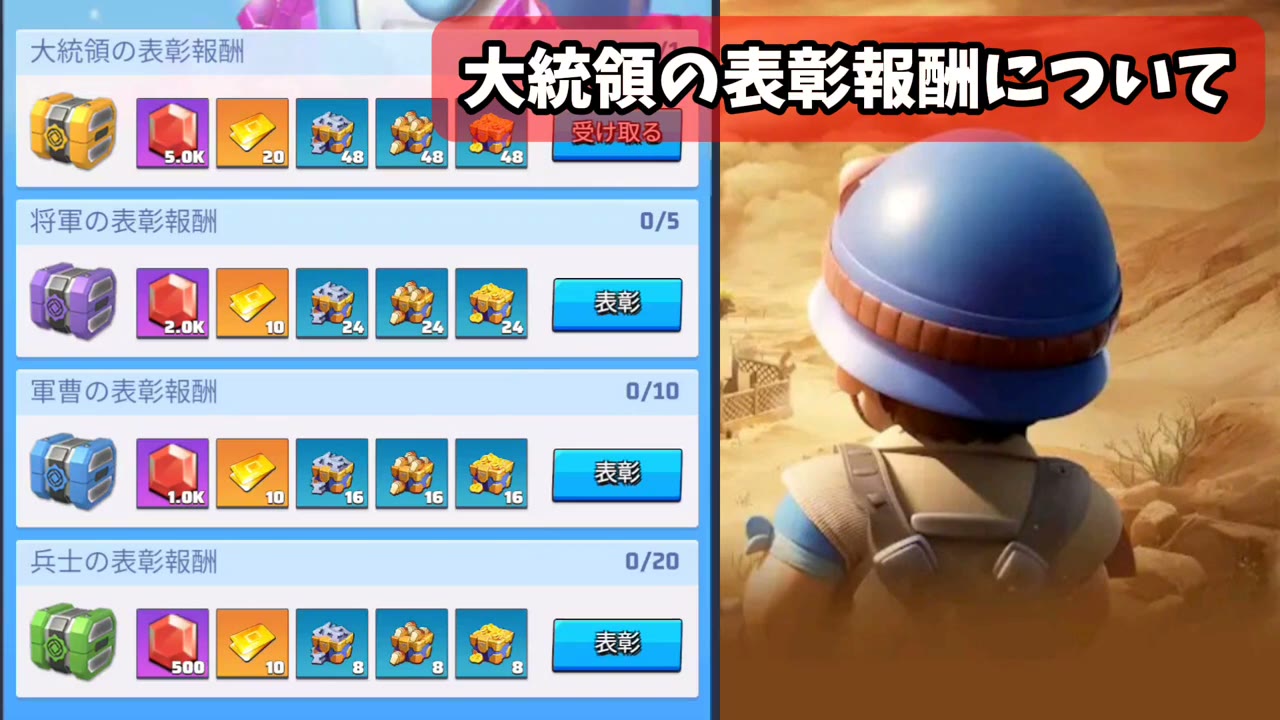 大統領の表彰報酬について
大統領の表彰報酬
5.0K 20 48 48 48 受け取る
将軍の表彰報酬 0/5
2.0K 10 24 24 24 表彰
軍曹の表彰報酬 0/10
1.0K 10 16 16 16 表彰
兵士の表彰報酬 0/20
500 10 8 8 8 表彰